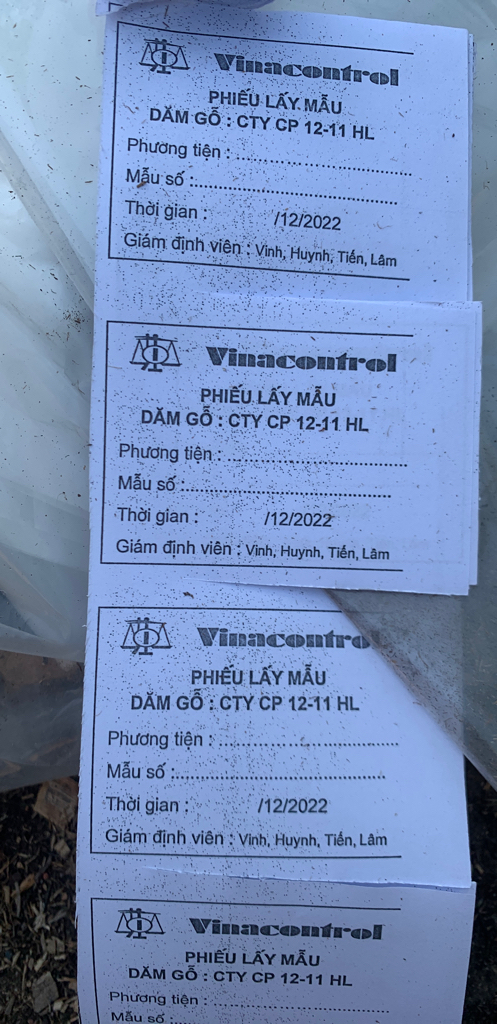 Vinacontrol
PHIẾU LẤY MẪU
DĂM GỖ : CTY CP 12-11 HL
Phương tiện : ........................................
Mẫu số :........................................
Thời gian : /12/2022
Giám định viên : Vinh, Huynh, Tiến, Lâm
Vinacontrol
PHIẾU LẤY MẪU
DĂM GỖ : CTY CP 12-11 HL
Phương tiện : ........................................
Mẫu số :........................................
Thời gian : /12/2022
Giám định viên : Vinh, Huynh, Tiến, Lâm
Vinacontro
PHIẾU LẤY MẪU
DĂM GỖ : CTY CP 12-11 HL
Phương tiện : ........................................
Mẫu số :........................................
Thời gian : /12/2022
Giám định viên : Vinh, Huynh, Tiến, Lâm
Vinacontrol
PHIẾU LẤY MẪU
DĂM GỖ : CTY CP 12-11 HL
Phương tiện : ........................................
Mẫu số :........................................